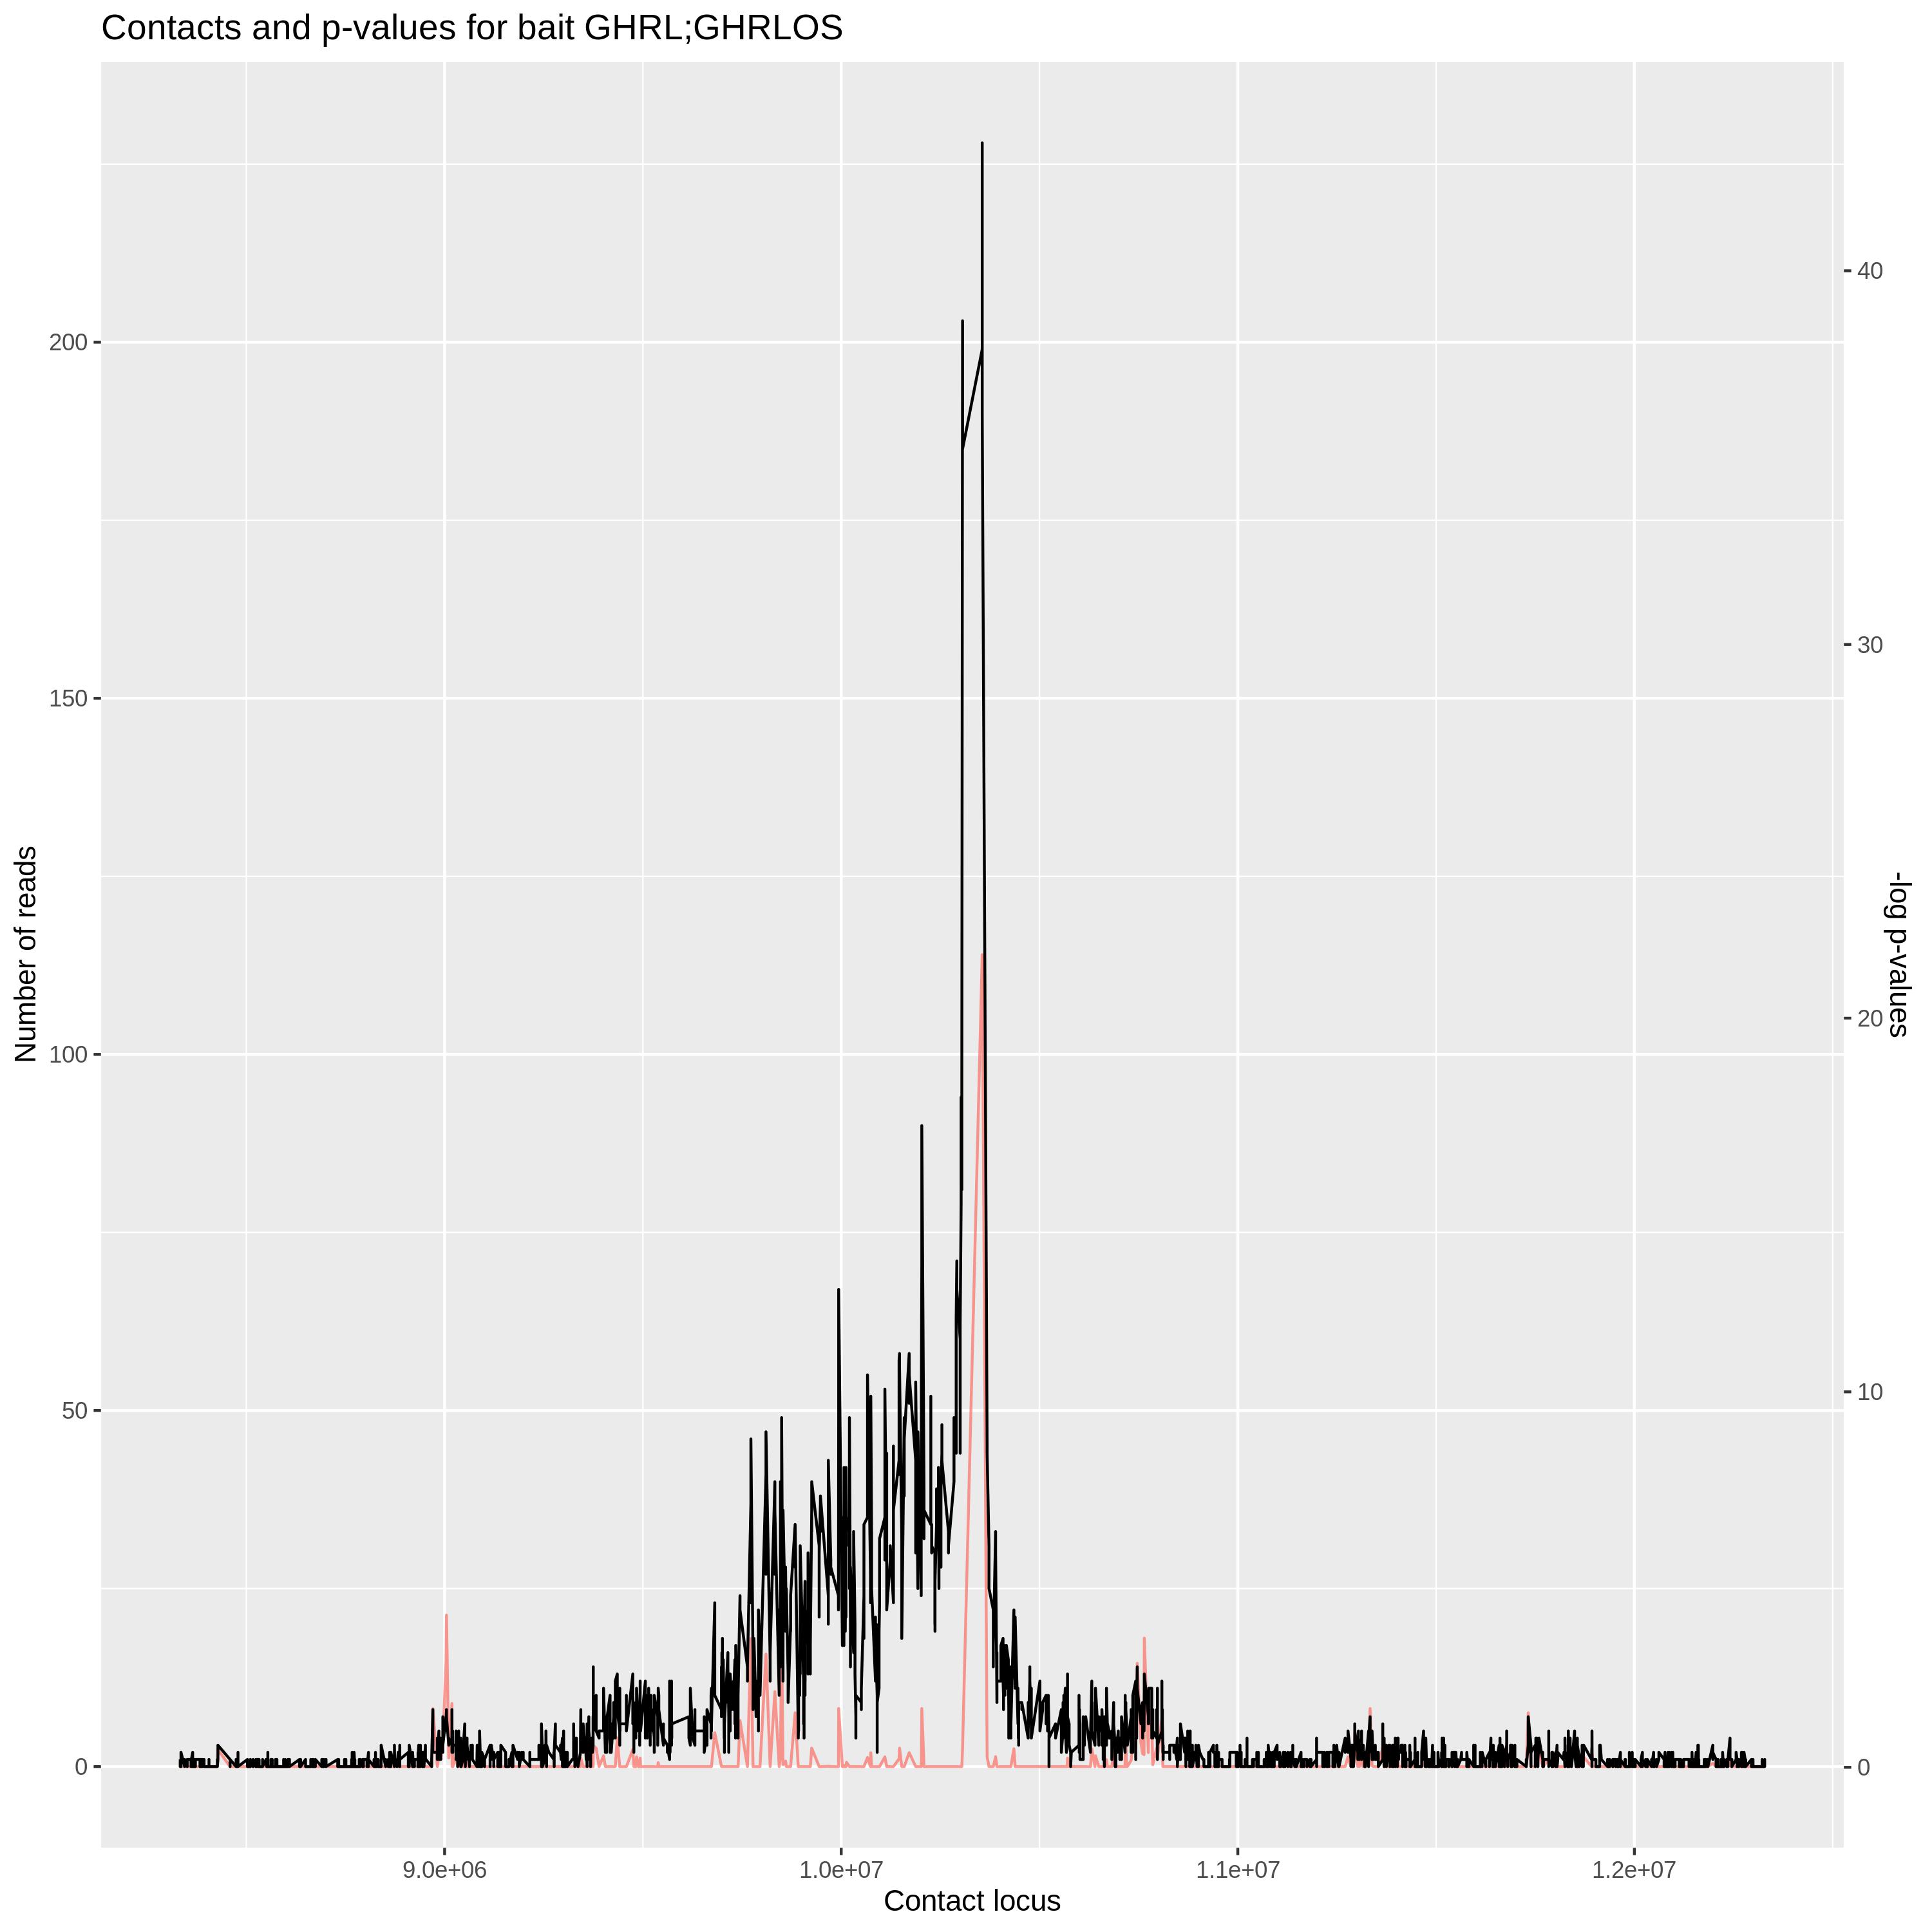 Contacts and p-values for bait GHRL;GHRLOS
Number of reads
200
150
100
50
0
40
30
20
10
0
-log p-values
9.0e+06
1.0e+07
1.1e+07
1.2e+07
Contact locus